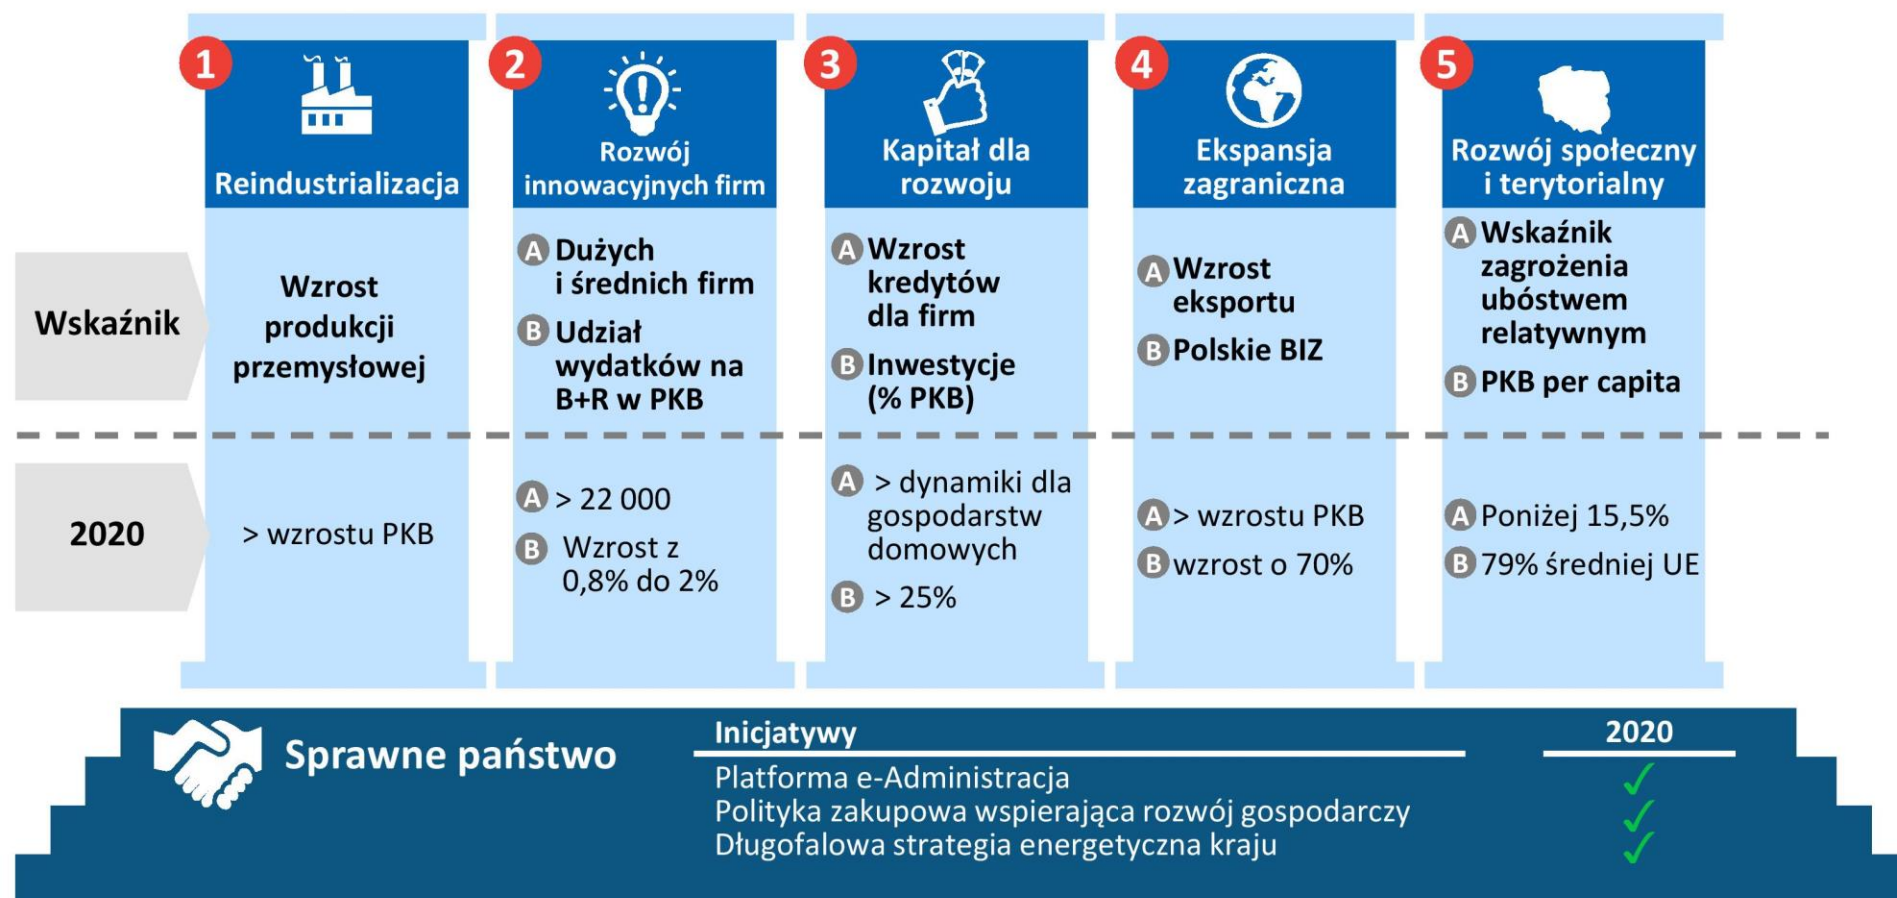 1
Reindustrializacja
2
Rozwój
innowacyjnych firm
3
Kapitał dla
rozwoju
4
Ekspansja
zagraniczna
5
Rozwój społeczny
i terytorialny
Wskaźnik
Wzrost
produkcji
przemysłowej
A Dużych
i średnich firm
B Udział
wydatków na
B+R w PKB
A Wzrost
kredytów
dla firm
B Inwestycje
(% PKB)
A Wzrost
eksportu
B Polskie BIZ
A Wskaźnik
zagrożenia
ubóstwem
relatywnym
B PKB per capita
2020
> wzrostu PKB
A > 22 000
B Wzrost z
0,8% do 2%
A > dynamiki dla
gospodarstw
domowych
B > 25%
A > wzrostu PKB
B wzrost o 70%
A Poniżej 15,5%
B 79% średniej UE
Sprawne państwo
Inicjatywy 2020
Platforma e-Administracja
Polityka zakupowa wspierająca rozwój gospodarczy
Długofalowa strategia energetyczna kraju